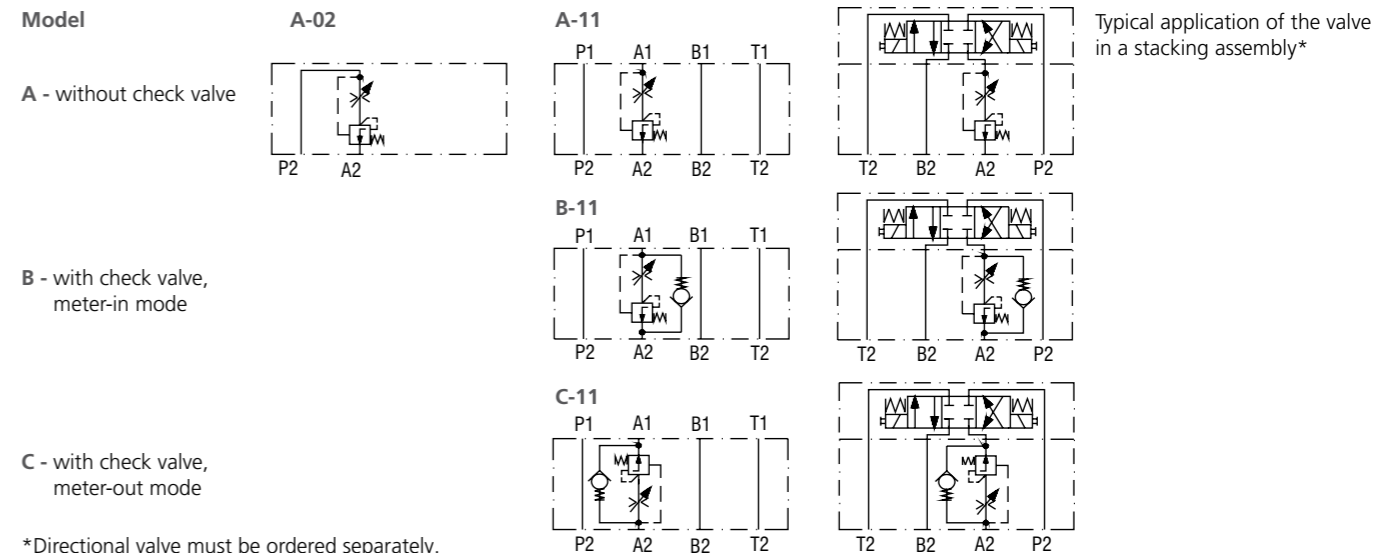 Model A-02 A-11
Typical application of the valve
in a stacking assembly*
A - without check valve
P2 A2
P1 A1 B1 T1
P2 A2 B2 T2
T2 B2 A2 P2
B-11
B - with check valve,
meter-in mode
P1 A1 B1 T1
P2 A2 B2 T2
T2 B2 A2 P2
C-11
C - with check valve,
meter-out mode
P1 A1 B1 T1
P2 A2 B2 T2
T2 B2 A2 P2
*Directional valve must be ordered separately.